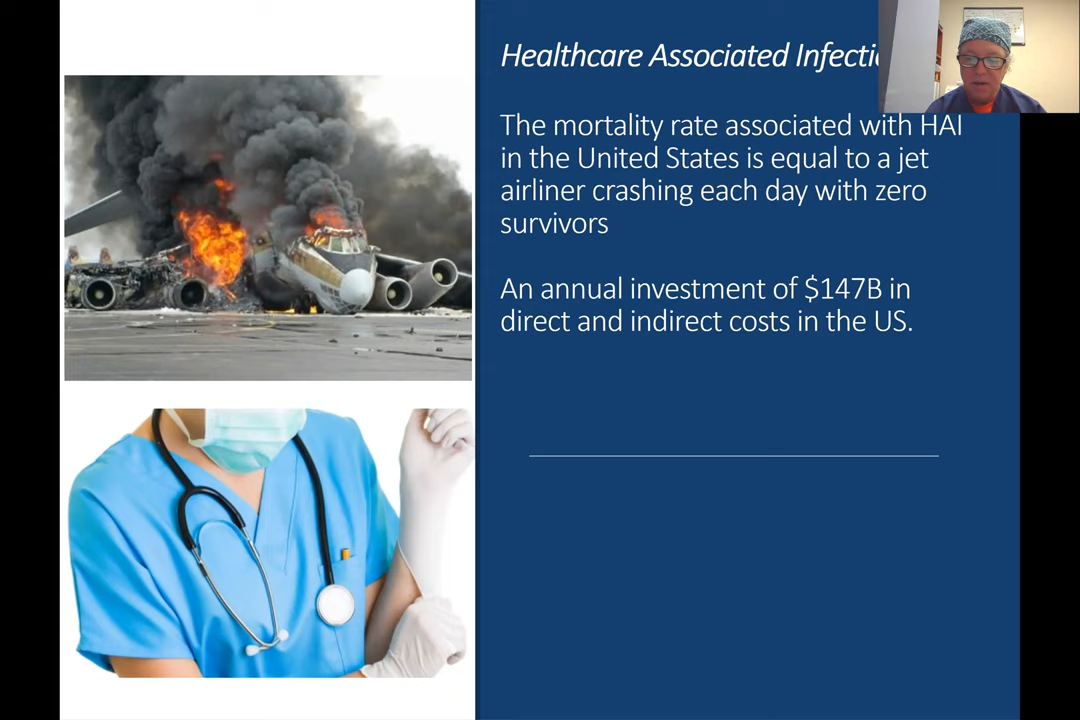 Healthcare Associated
The mortality rate associated with HAI
in the United States is equal to a jet
airliner crashing each day with zero
survivors
An annual investment of $147B in
direct and indirect costs in the US.